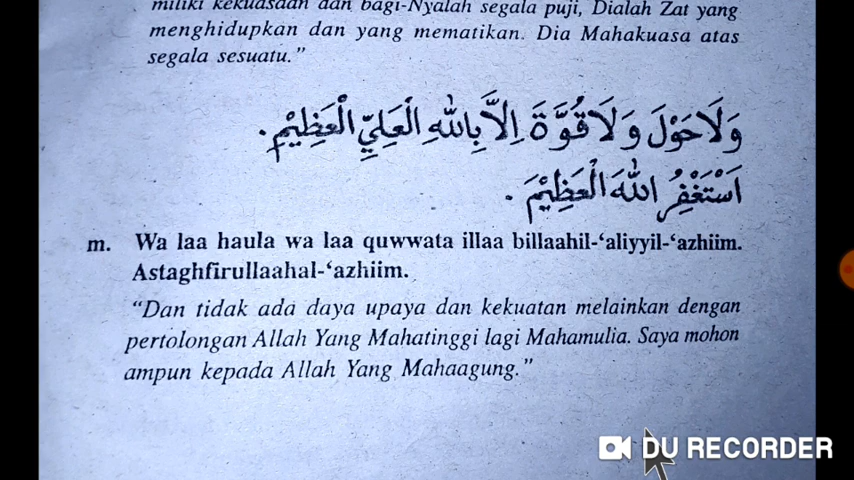 miliki kekuasaan dan bagi-Nyalah segala puji, Dialah Zat yang
menghidupkan dan yang mematikan. Dia Mahakuasa atas
segala sesuatu.”
وَلَاحَوْلَ وَلَاقُوَّةَ اِلَّا بِاللّٰهِ الْعَلِيِّ الْعَظِيْمِ.
اَسْتَغْفِرُ اللّٰهَ الْعَظِيْمَ.
m. Wa laa haula wa laa quwwata illaa billaahil-‘aliyyil-‘azhiim.
Astaghfirullaahal-‘azhiim.
“Dan tidak ada daya upaya dan kekuatan melainkan dengan
pertolongan Allah Yang Mahatinggi lagi Mahamulia. Saya mohon
ampun kepada Allah Yang Mahaagung.”
DU RECORDER